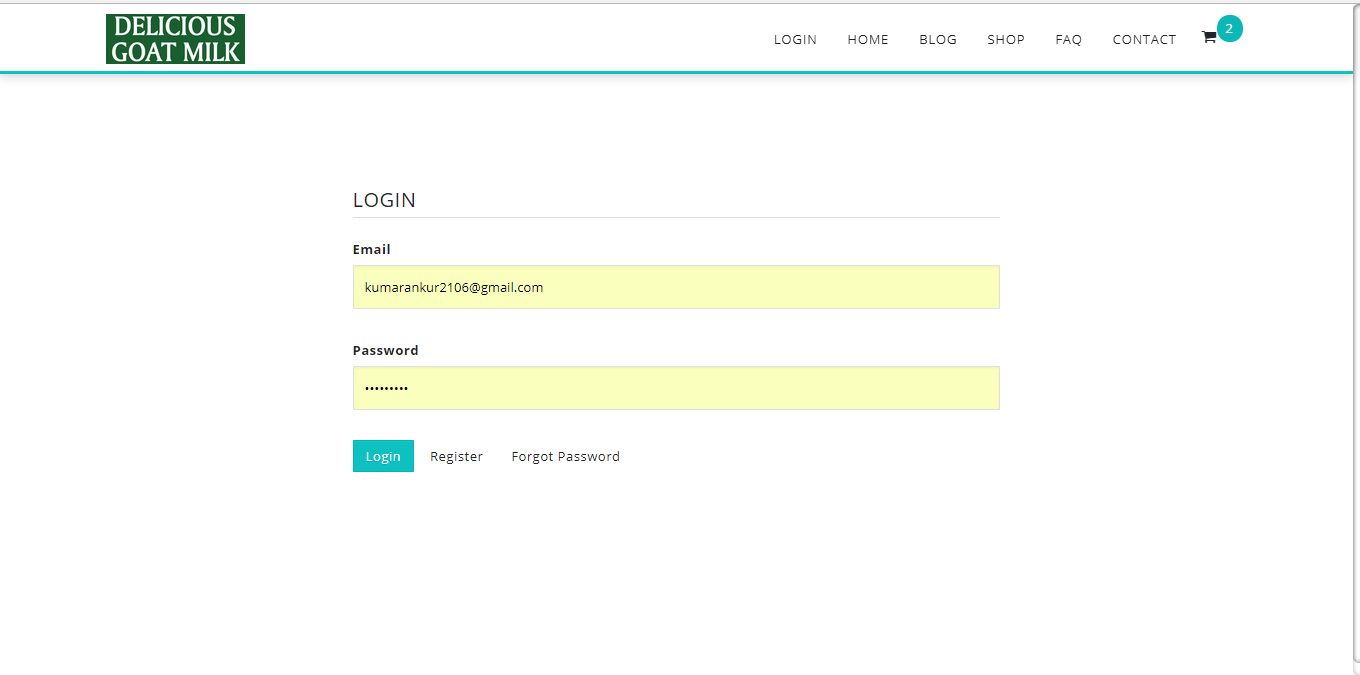 DELICIOUS
GOAT MILK
LOGIN HOME BLOG SHOP FAQ CONTACT 2
LOGIN
Email
kumarankur2106@gmail.com
Password
•••••••••
Login Register Forgot Password